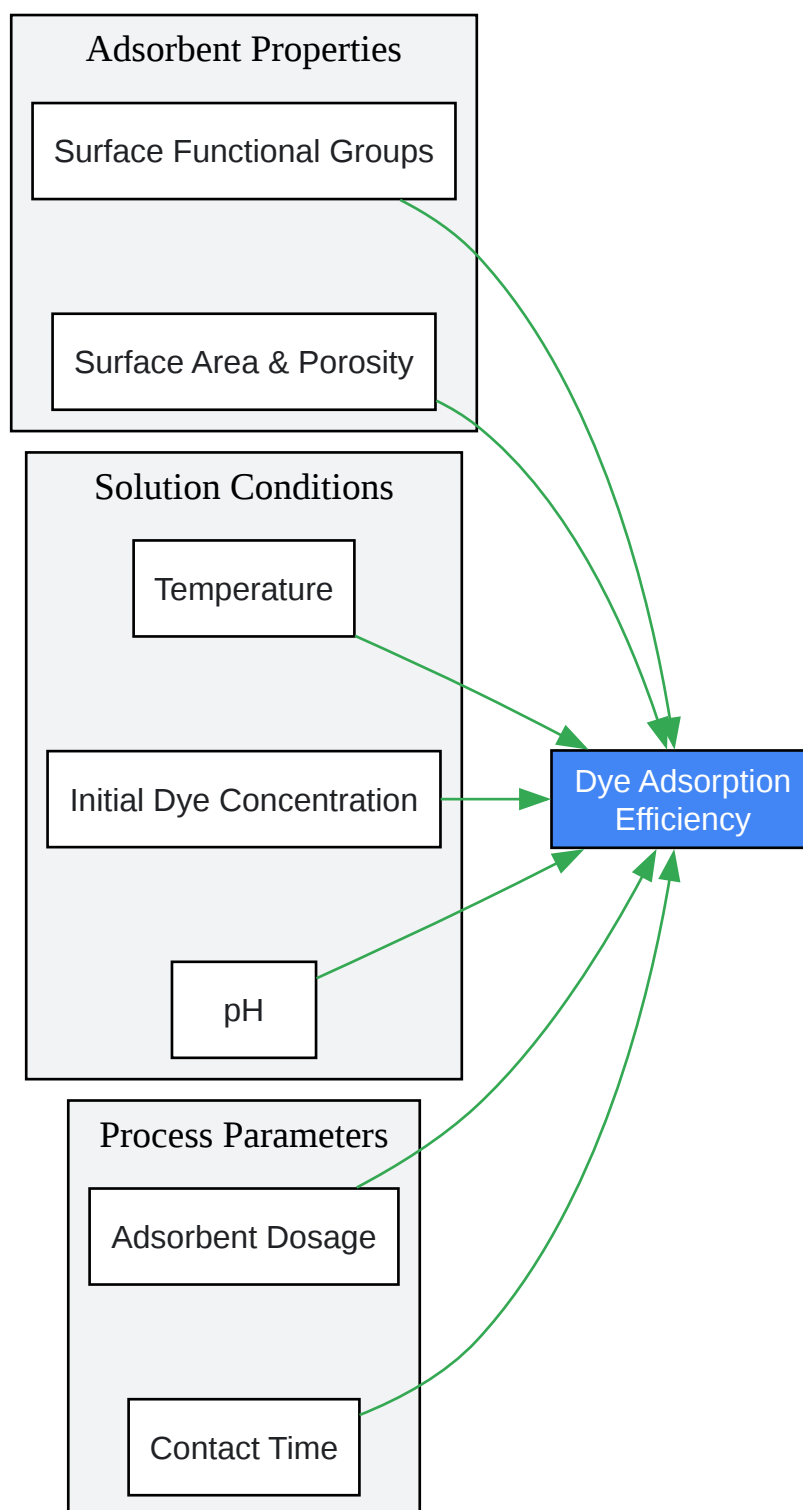 Adsorbent Properties
Surface Functional Groups
Surface Area & Porosity
Solution Conditions
Temperature
Initial Dye Concentration
pH
Dye Adsorption
Efficiency
Process Parameters
Adsorbent Dosage
Contact Time